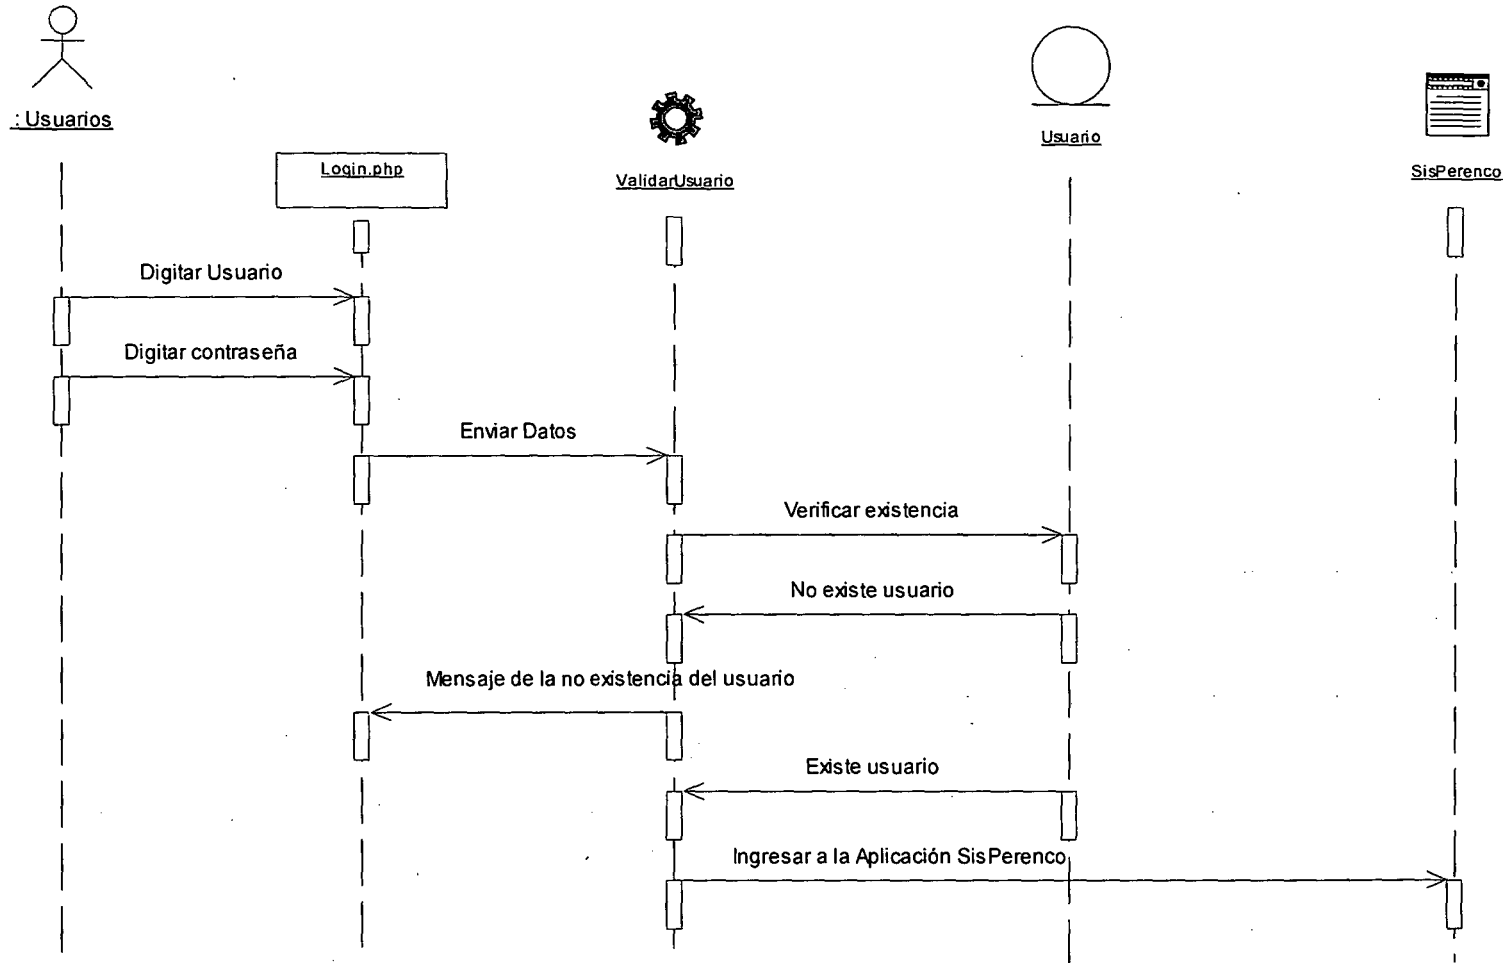 : Usuarios
Login.php
ValidarUsuario
Usuario
SisPerenco
Digitar Usuario
Digitar contraseña
Enviar Datos
Verificar existencia
No existe usuario
Mensaje de la no existencia del usuario
Existe usuario
Ingresar a la Aplicación SisPerenco